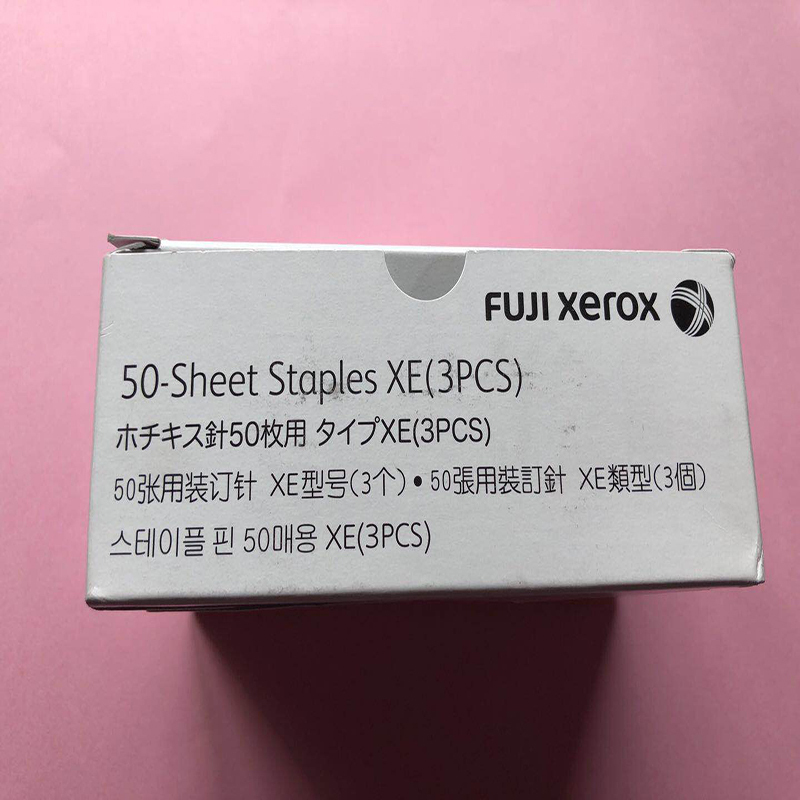 FUJI xerox
50-Sheet Staples XE(3PCS)
ホチキス針50枚用 タイプXE(3PCS)
50张用装订针 XE型号(3个)・50張用裝訂針 XE類型(3個)
스테이플 핀 50매용 XE(3PCS)